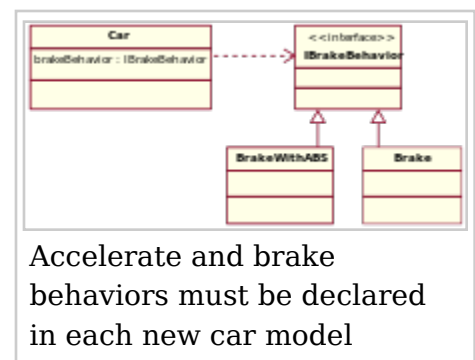 Car
brakeBehavior : IBrakeBehavior
<<interface>>
IBrakeBehavior
BrakeWithABS
Brake
Accelerate and brake
behaviors must be declared
in each new car model